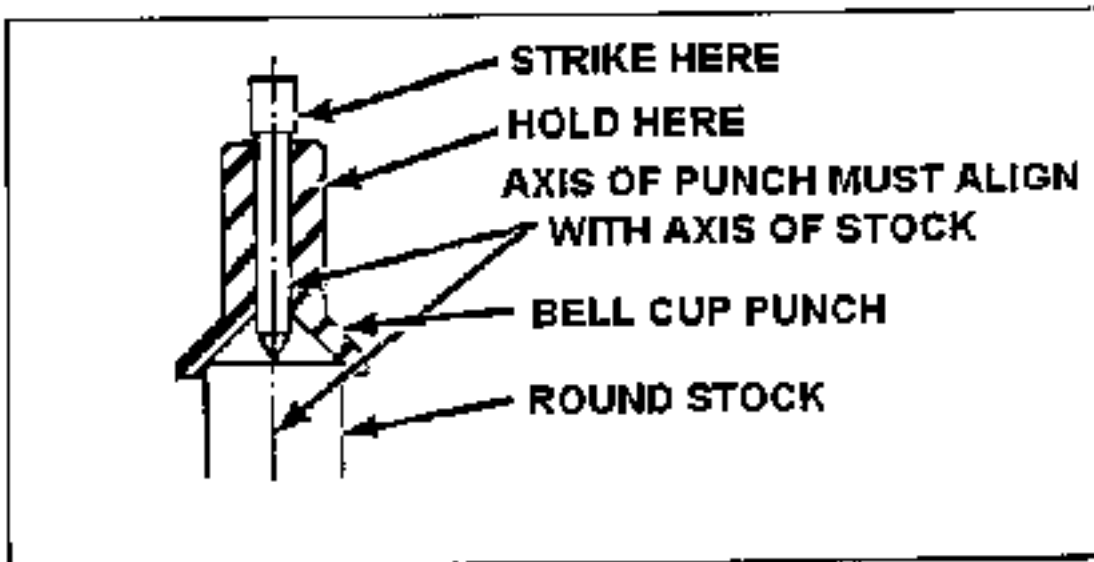 STRIKE HERE
HOLD HERE
AXIS OF PUNCH MUST ALIGN
WITH AXIS OF STOCK
BELL CUP PUNCH
ROUND STOCK